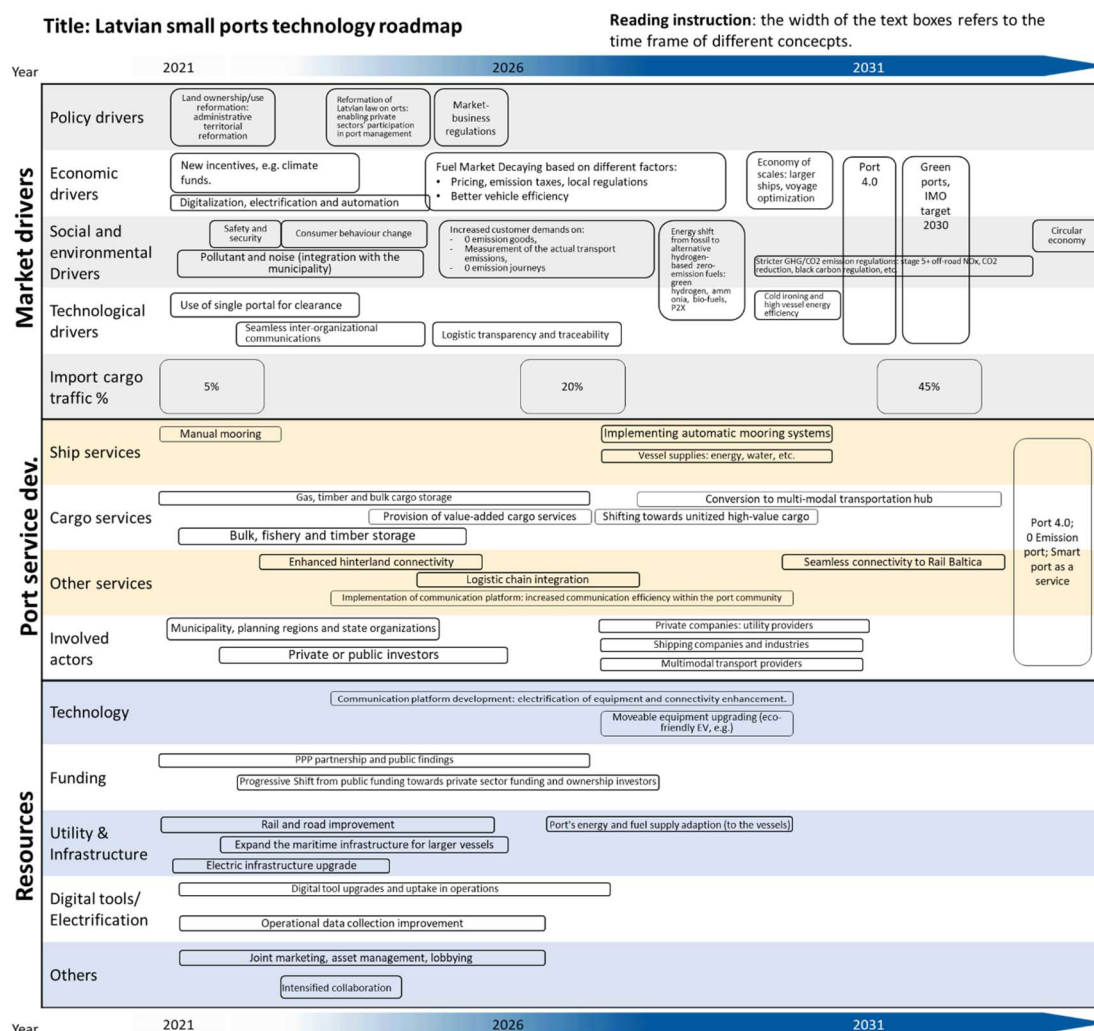 Title: Latvian small ports technology roadmap
Reading instruction: the width of the text boxes refers to the
time frame of different concecpts.
Year 2021 2026 2031
Market drivers
Policy drivers
Land ownership/use
reformation:
administrative
territorial
reformation
Reformation of
Latvian law on orts:
enabling private
sectors' participation
in port management
Market-
business
regulations
Economic
drivers
New incentives, e.g. climate
funds.
Digitalization, electrification and automation
Fuel Market Decaying based on different factors:
• Pricing, emission taxes, local regulations
• Better vehicle efficiency
Economy of
scales: larger
ships, voyage
optimization
Port
4.0
Green
ports,
IMO
target
2030
Social and
environmental
Drivers
Safety and
security
Consumer behaviour change
Pollutant and noise (integration with the
municipality)
Increased customer demands on:
- 0 emission goods,
- Measurement of the actual transport
emissions,
- 0 emission journeys
Energy shift
from fossil to
alternative
hydrogen-
based zero-
emission fuels:
green
hydrogen, amm
onia, bio-fuels,
P2X
Stricter GHG/CO2 emission regulations: stage 5+ off-road NOx, CO2
reduction, black carbon regulation, etc.
Circular
economy
Technological
drivers
Use of single portal for clearance
Seamless inter-organizational
communications
Logistic transparency and traceability
Cold ironing and
high vessel energy
efficiency
Import cargo
traffic %
5%
20%
45%
Port service dev.
Ship services
Manual mooring
Implementing automatic mooring systems
Vessel supplies: energy, water, etc.
Cargo services
Gas, timber and bulk cargo storage
Conversion to multi-modal transportation hub
Provision of value-added cargo services
Shifting towards unitized high-value cargo
Bulk, fishery and timber storage
Port 4.0;
0 Emission
port; Smart
port as a
service
Other services
Enhanced hinterland connectivity
Seamless connectivity to Rail Baltica
Logistic chain integration
Implementation of communication platform: increased communication efficiency within the port community
Involved
actors
Municipality, planning regions and state organizations
Private or public investors
Private companies: utility providers
Shipping companies and industries
Multimodal transport providers
Resources
Technology
Communication platform development: electrification of equipment and connectivity enhancement.
Moveable equipment upgrading (eco-
friendly EV, e.g.)
Funding
PPP partnership and public findings
Progressive Shift from public funding towards private sector funding and ownership investors
Utility &
Infrastructure
Rail and road improvement
Port's energy and fuel supply adaption (to the vessels)
Expand the maritime infrastructure for larger vessels
Electric infrastructure upgrade
Digital tools/
Electrification
Digital tool upgrades and uptake in operations
Operational data collection improvement
Others
Joint marketing, asset management, lobbying
Intensified collaboration
Year 2021 2026 2031